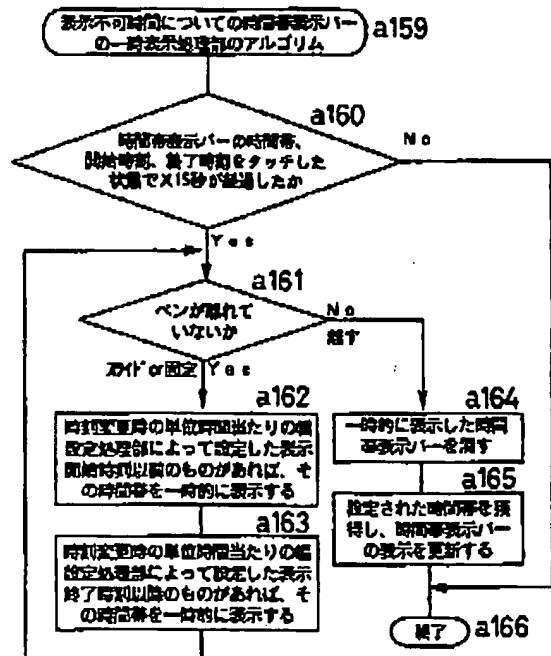 表示不可時間についての時間帯表示バー
の一時表示処理部のアルゴリム
a159
a160
時間帯表示バーの時間帯、
開始時刻、終了時刻をタッチした
状態でX15秒が経過したか
No
Yes
a161
ペンが離れて
いないか
No
離す
スライドor固定 Yes
a162
時刻変更時の単位時間当たりの幅
設定処理部によって設定した表示
開始時刻以前のものがあれば、そ
の時間帯を一時的に表示する
a163
時刻変更時の単位時間当たりの幅
設定処理部によって設定した表示
終了時刻以降のものがあれば、そ
の時間帯を一時的に表示する
a164
一時的に表示した時間
帯表示バーを消す
a165
設定された時間帯を獲
得し、時間帯表示バー
の表示を更新する
終了
a166